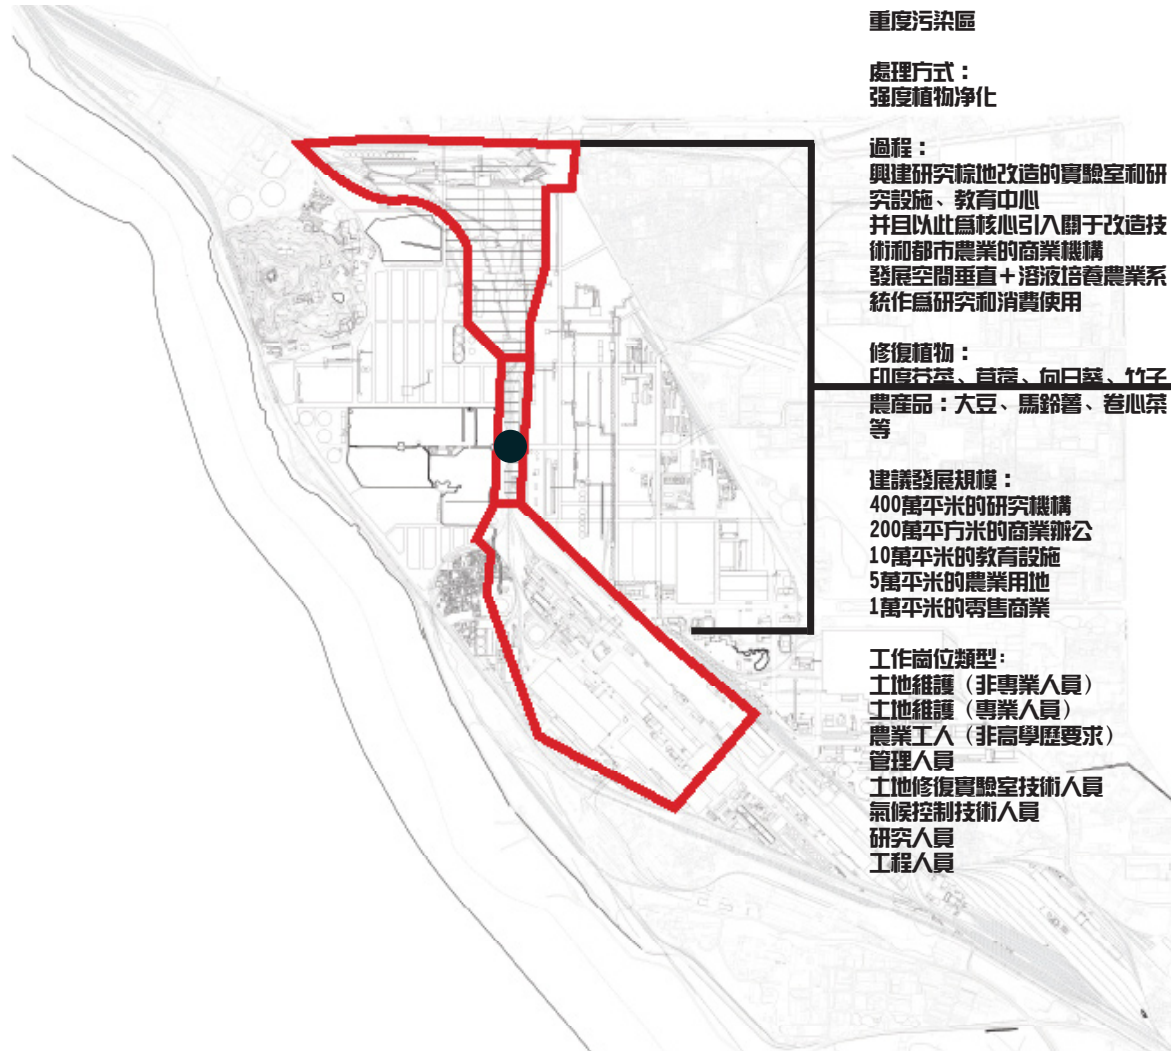 重度污染區
處理方式：
强度植物净化
過程：
興建研究棕地改造的實驗室和研
究設施、教育中心
并且以此爲核心引入關于改造技
術和都市農業的商業機構
發展空間垂直+溶液培養農業系
統作爲研究和消費使用
修復植物：
印度芥菜、苜蓿、向日葵、竹子
農産品：大豆、馬鈴薯、卷心菜
等
建議發展規模：
400萬平米的研究機構
200萬平方米的商業辦公
10萬平米的教育設施
5萬平米的農業用地
1萬平米的零售商業
工作崗位類型：
土地維護（非專業人員）
土地維護（專業人員）
農業工人（非高學歷要求）
管理人員
土地修復實驗室技術人員
氣候控制技術人員
研究人員
工程人員